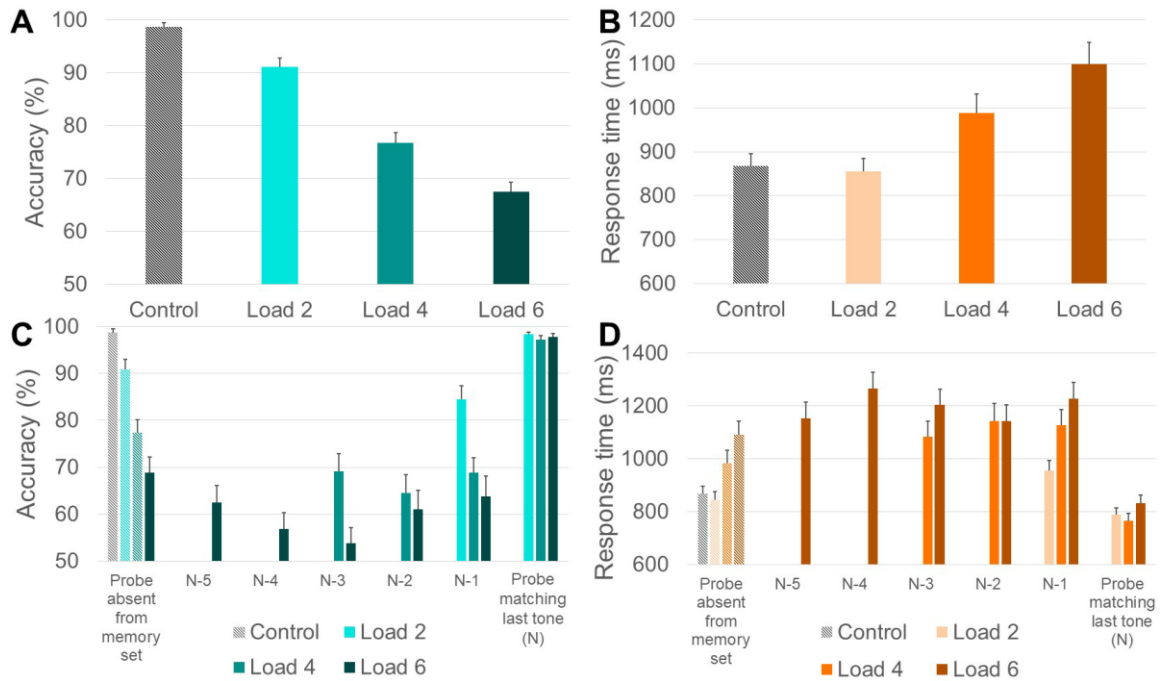 A
Accuracy (%)
100
90
80
70
60
50
Control
Load 2
Load 4
Load 6
B
Response time (ms)
1200
1100
1000
900
800
700
600
Control
Load 2
Load 4
Load 6
C
Accuracy (%)
100
90
80
70
60
50
Probe
absent
from
memory
set
N-5
N-4
N-3
N-2
N-1
Probe
matching
last tone
(N)
Control
Load 2
Load 4
Load 6
D
Response time (ms)
1400
1200
1000
800
600
Probe
absent
from
memory
set
N-5
N-4
N-3
N-2
N-1
Probe
matching
last tone
(N)
Control
Load 2
Load 4
Load 6